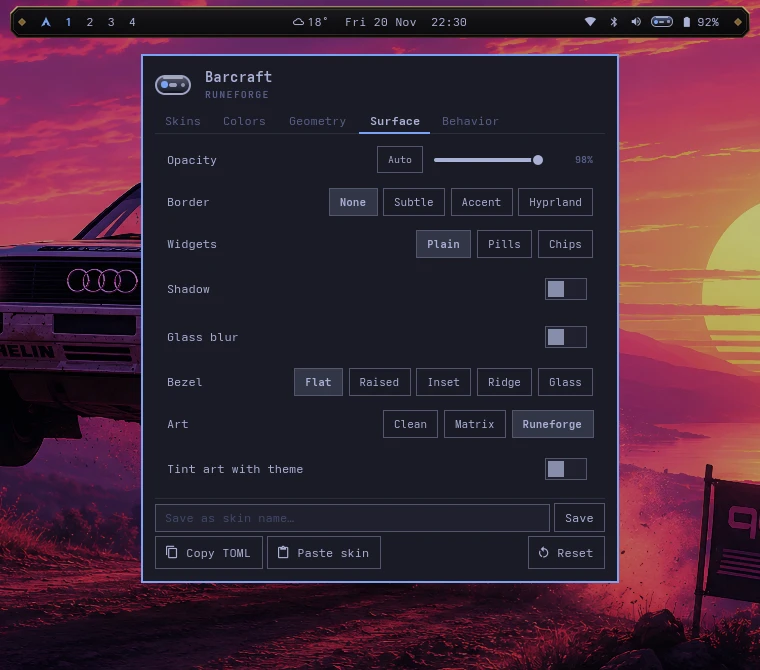 1 2 3 4 18° Fri 20 Nov 22:30 92%
Barcraft
RUNEFORGE
Skins Colors Geometry Surface Behavior
Opacity Auto 98%
Border None Subtle Accent Hyprland
Widgets Plain Pills Chips
Shadow
Glass blur
HELIN
Bezel Flat Raised Inset Ridge Glass
Art Clean Matrix Runeforge
Tint art with theme
Save as skin name… Save
Copy TOML Paste skin Reset